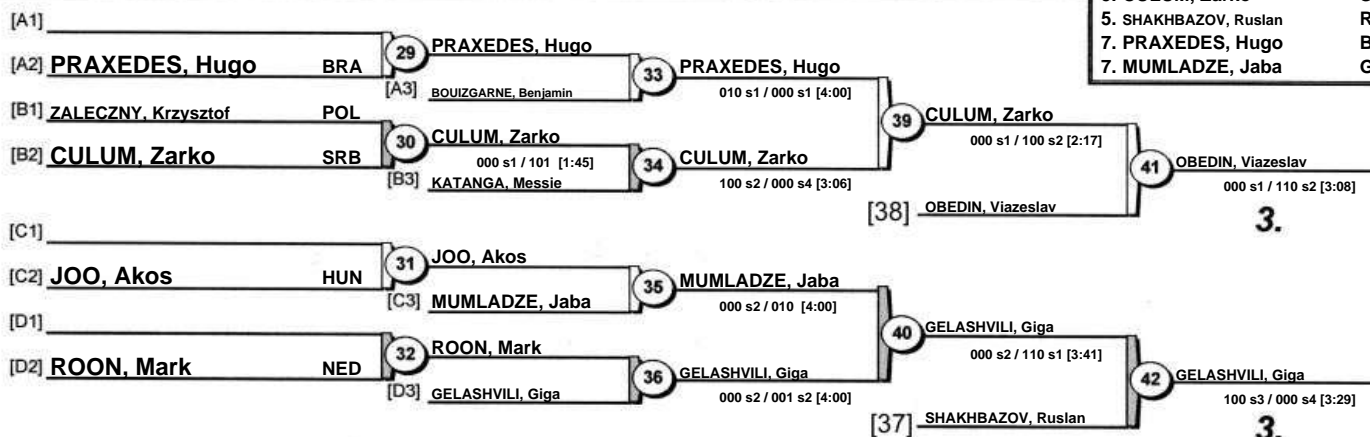 5. SHAKHBAZOV, Ruslan R
7. PRAXEDES, Hugo B
7. MUMLADZE, Jaba G
[A1]
[A2] PRAXEDES, Hugo BRA
29
PRAXEDES, Hugo
[A3] BOUIZGARNE, Benjamin
33
PRAXEDES, Hugo
010 s1 / 000 s1 [4:00]
[B1] ZALECZNY, Krzysztof POL
[B2] CULUM, Zarko SRB
30
CULUM, Zarko
000 s1 / 101 [1:45]
[B3] KATANGA, Messie
34
CULUM, Zarko
100 s2 / 000 s4 [3:06]
39
CULUM, Zarko
000 s1 / 100 s2 [2:17]
[38] OBEDIN, Viazeslav
41
OBEDIN, Viazeslav
000 s1 / 110 s2 [3:08]
3.
[C1]
[C2] JOO, Akos HUN
31
JOO, Akos
[C3] MUMLADZE, Jaba
35
MUMLADZE, Jaba
000 s2 / 010 [4:00]
[D1]
[D2] ROON, Mark NED
32
ROON, Mark
[D3] GELASHVILI, Giga
36
GELASHVILI, Giga
000 s2 / 001 s2 [4:00]
40
GELASHVILI, Giga
000 s2 / 110 s1 [3:41]
[37] SHAKHBAZOV, Ruslan
42
GELASHVILI, Giga
100 s3 / 000 s4 [3:29]
3.